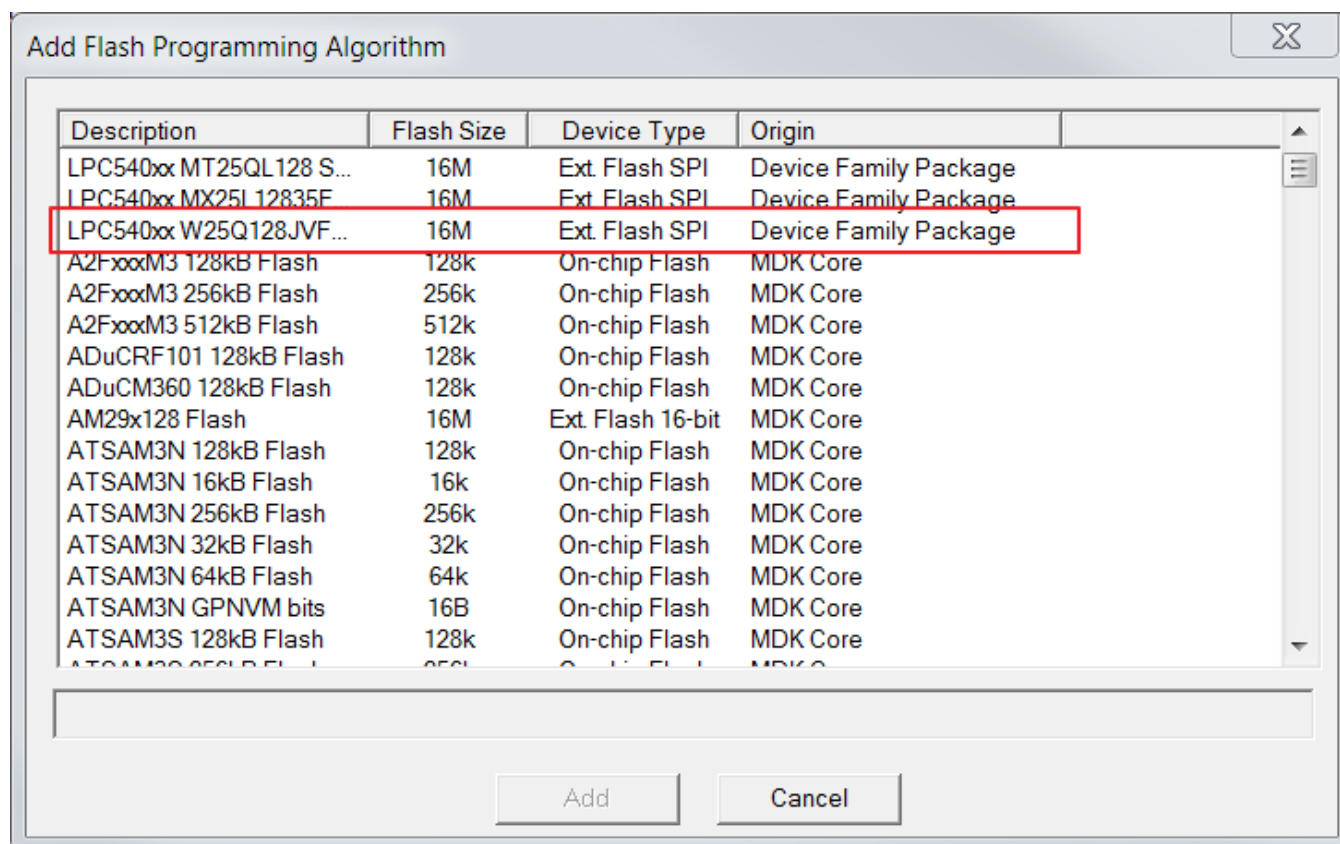 Add Flash Programming Algorithm
Description Flash Size Device Type Origin
LPC540xx MT25QL128 S... 16M Ext. Flash SPI Device Family Package
LPC540xx MX25L12835F... 16M Ext. Flash SPI Device Family Package
LPC540xx W25Q128JVF... 16M Ext. Flash SPI Device Family Package
A2FxxxM3 128kB Flash 128k On-chip Flash MDK Core
A2FxxxM3 256kB Flash 256k On-chip Flash MDK Core
A2FxxxM3 512kB Flash 512k On-chip Flash MDK Core
ADuCRF101 128kB Flash 128k On-chip Flash MDK Core
ADuCM360 128kB Flash 128k On-chip Flash MDK Core
AM29x128 Flash 16M Ext. Flash 16-bit MDK Core
ATSAM3N 128kB Flash 128k On-chip Flash MDK Core
ATSAM3N 16kB Flash 16k On-chip Flash MDK Core
ATSAM3N 256kB Flash 256k On-chip Flash MDK Core
ATSAM3N 32kB Flash 32k On-chip Flash MDK Core
ATSAM3N 64kB Flash 64k On-chip Flash MDK Core
ATSAM3N GPNVM bits 16B On-chip Flash MDK Core
ATSAM3S 128kB Flash 128k On-chip Flash MDK Core
Add Cancel